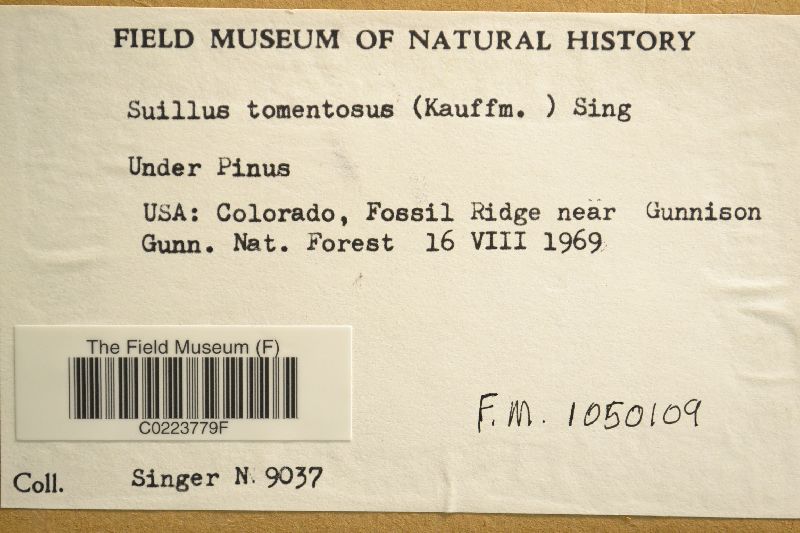 FIELD MUSEUM OF NATURAL HISTORY
Suillus tomentosus (Kauffm. ) Sing
Under Pinus
USA: Colorado, Fossil Ridge near Gunnison
Gunn. Nat. Forest 16 VIII 1969
The Field Museum (F)
C0223779F
F.M. 1050109
Coll. Singer N. 9037